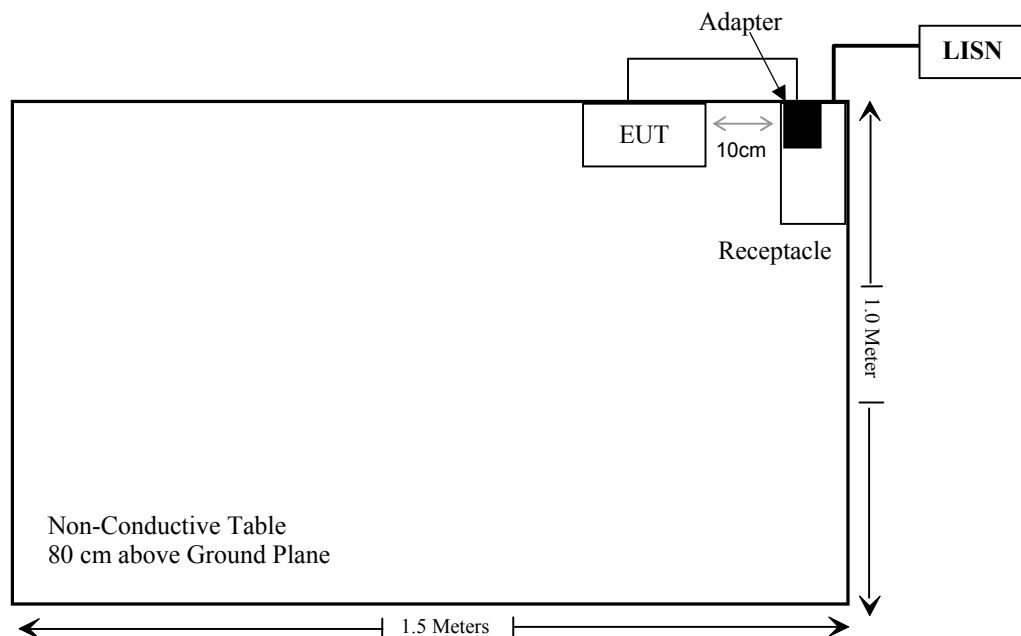 Adapter
LISN
EUT
10cm
Receptacle
1.0 Meter
Non-Conductive Table
80 cm above Ground Plane
1.5 Meters